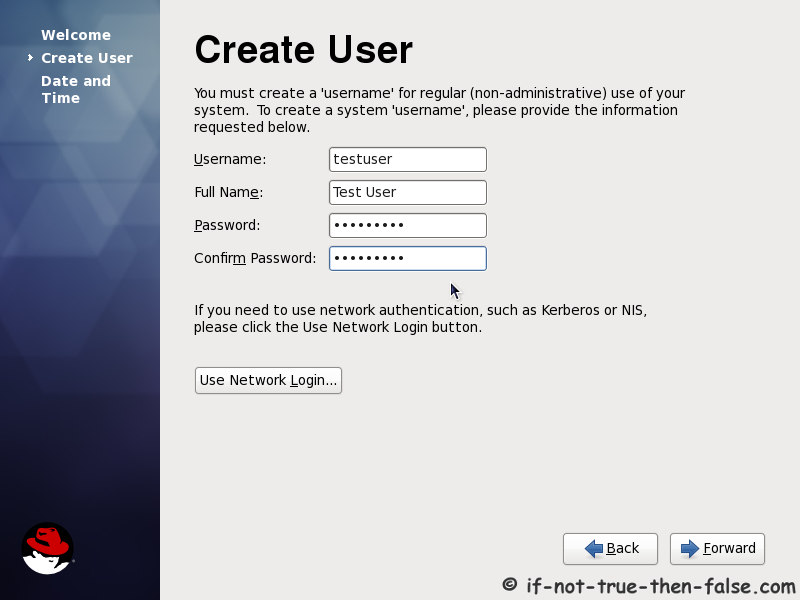 Welcome
Create User
Date and
Time
Create User
You must create a 'username' for regular (non-administrative) use of your
system.  To create a system 'username', please provide the information
requested below.
Username: testuser
Full Name: Test User
Password: •••••••••
Confirm Password: •••••••••
If you need to use network authentication, such as Kerberos or NIS,
please click the Use Network Login button.
Use Network Login...
Back Forward
© if-not-true-then-false.com